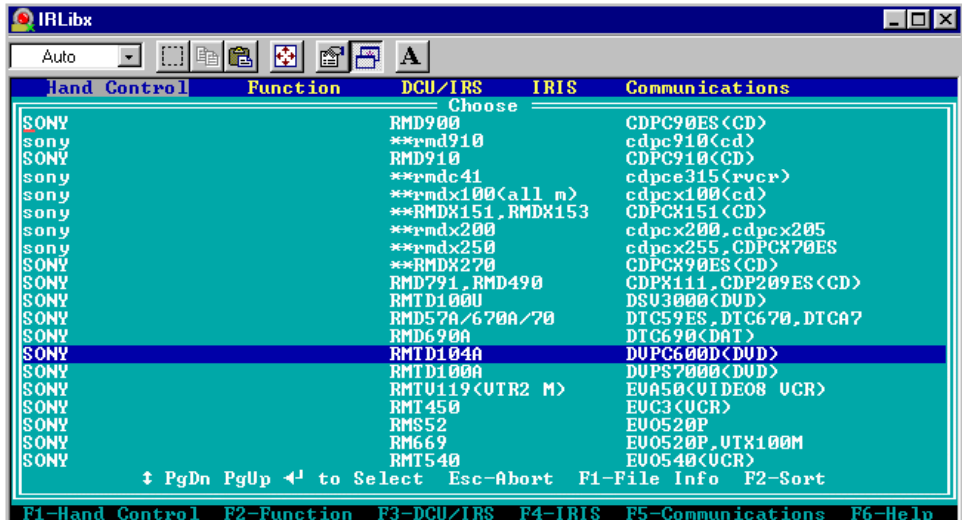 IRLibx
Auto A
Hand Control Function DCU/IRS IRIS Communications
Choose
SONY RMD900 CDPC90ES(CD)
sony **rmd910 cdpc910(cd)
SONY RMD910 CDPC910(CD)
sony **rmdc41 cdpce315(rvcr)
sony **rmdx100(all m) cdpcx100(cd)
sony **RMDX151,RMDX153 CDPCX151(CD)
sony **rmdx200 cdpcx200,cdpcx205
sony **rmdx250 cdpcx255,CDPCX70ES
SONY **RMDX270 CDPCX90ES(CD)
SONY RMD791,RMD490 CDPX111,CDP209ES(CD)
SONY RMTD100U DSV3000(DVD)
SONY RMD57A/670A/70 DTC59ES,DTC670,DTCA7
SONY RMD690A DTC690(DAT)
SONY RMTD104A DVPC600D(DVD)
SONY RMTD100A DVPS7000(DVD)
SONY RMTV119(VTR2 M) EVA50(VIDEO8 VCR)
SONY RMT450 EVC3(VCR)
SONY RMS52 EVO520P
SONY RM669 EVO520P,VTX100M
SONY RMT540 EVO540(VCR)
↕ PgDn PgUp ◄┘ to Select Esc-Abort F1-File Info F2-Sort
F1-Hand Control F2-Function F3-DCU/IRS F4-IRIS F5-Communications F6-Help